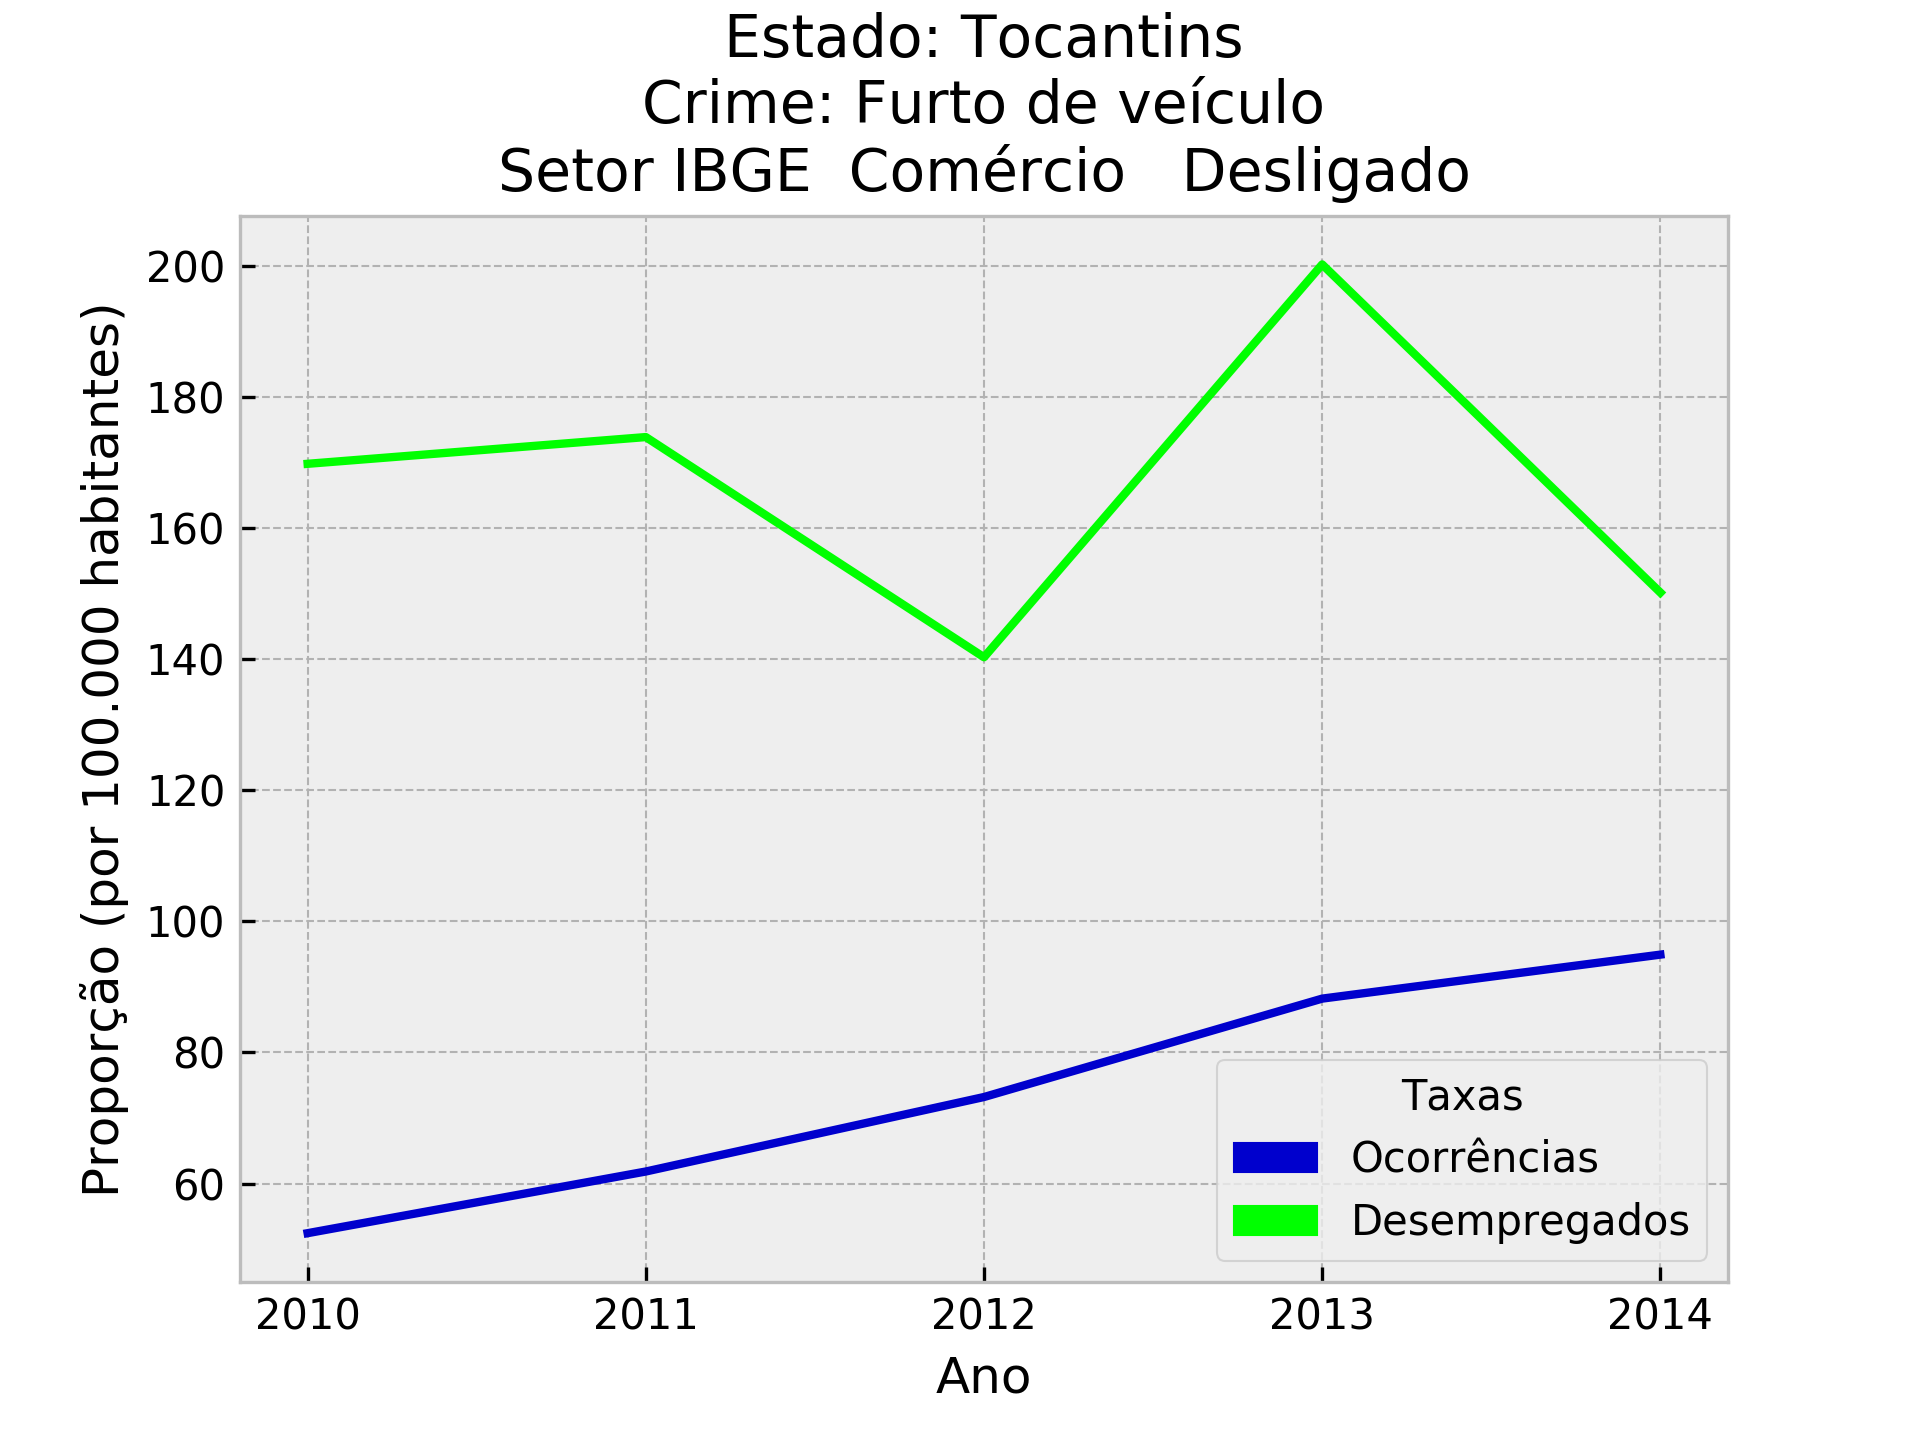 Estado: Tocantins
Crime: Furto de veículo
Setor IBGE  Comércio   Desligado
Proporção (por 100.000 habitantes)
200
180
160
140
120
100
80
60
Taxas
Ocorrências
Desempregados
2010 2011 2012 2013 2014
Ano